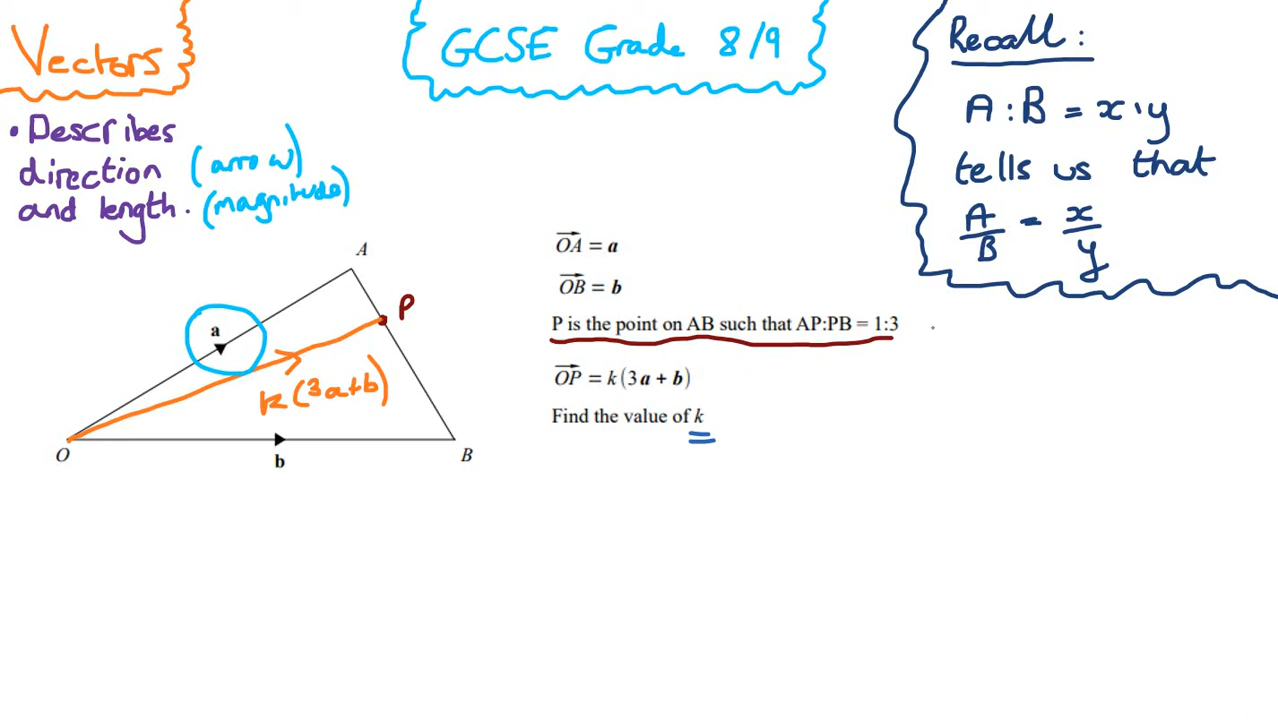 Vectors
GCSE Grade 8/9
Recall:
A:B = x:y
tells us that
A/B = x/y
• Describes
direction (arrow)
and length. (magnitude)
A
P
a
k(3a+b)
O
b
B
OA = a
OB = b
P is the point on AB such that AP:PB = 1:3
OP = k(3a + b)
Find the value of k